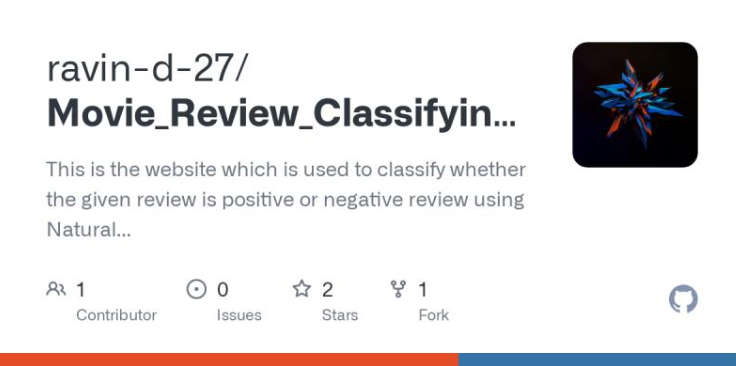 ravin-d-27/
Movie_Review_Classifyin...
This is the website which is used to classify whether
the given review is positive or negative review using
Natural...
1 0 2 1
Contributor Issues Stars Fork